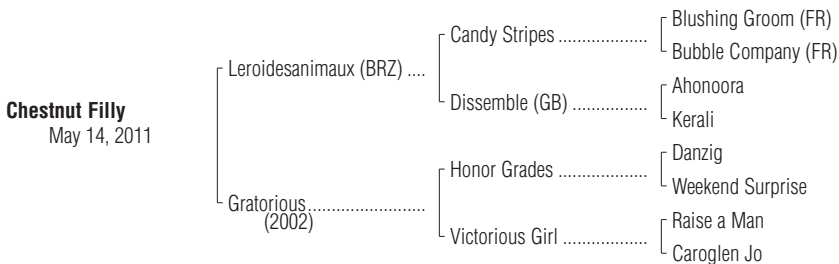 Blushing Groom (FR)
Candy Stripes ....................
Bubble Company (FR)
Leroidesanimaux (BRZ) ....
Ahonoora
Dissemble (GB) .................
Kerali
Chestnut Filly
May 14, 2011
Danzig
Honor Grades ....................
Weekend Surprise
Gratorious..........................
(2002)
Raise a Man
Victorious Girl ...................
Caroglen Jo